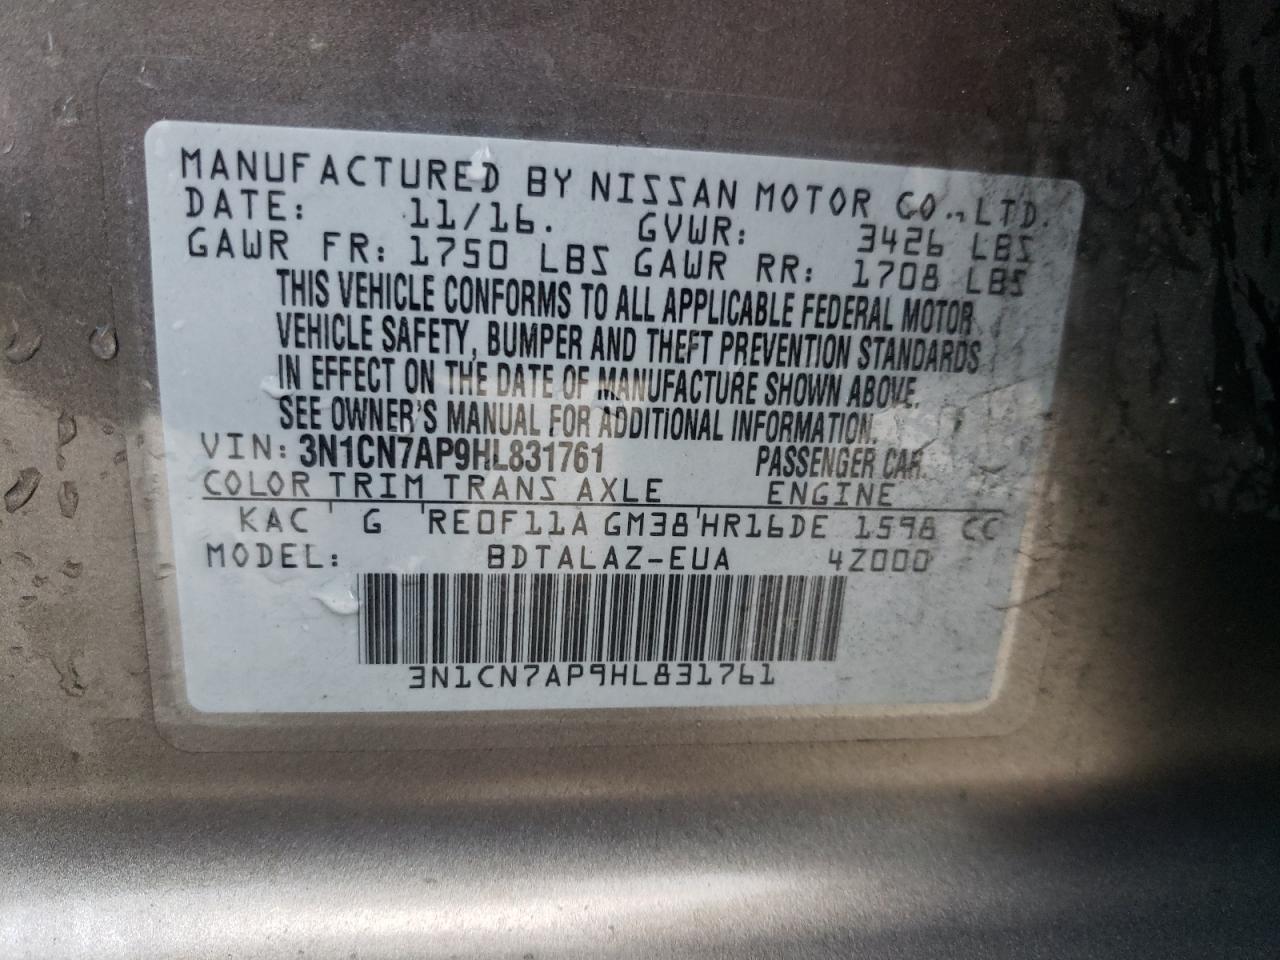 MANUFACTURED BY NISSAN MOTOR CO., LTD.
DATE: 11/16. GVWR: 3426 LBS
GAWR FR: 1750 LBS GAWR RR: 1708 LBS
THIS VEHICLE CONFORMS TO ALL APPLICABLE FEDERAL MOTOR
VEHICLE SAFETY, BUMPER AND THEFT PREVENTION STANDARDS
IN EFFECT ON THE DATE OF MANUFACTURE SHOWN ABOVE.
SEE OWNER'S MANUAL FOR ADDITIONAL INFORMATION.
VIN: 3N1CN7AP9HL831761 PASSENGER CAR.
COLOR TRIM TRANS AXLE ENGINE
KAC ' G ' RE0F11A GM38 ' HR16DE 1598 CC
MODEL: BDTALAZ-EUA 4Z000
3N1CN7AP9HL831761